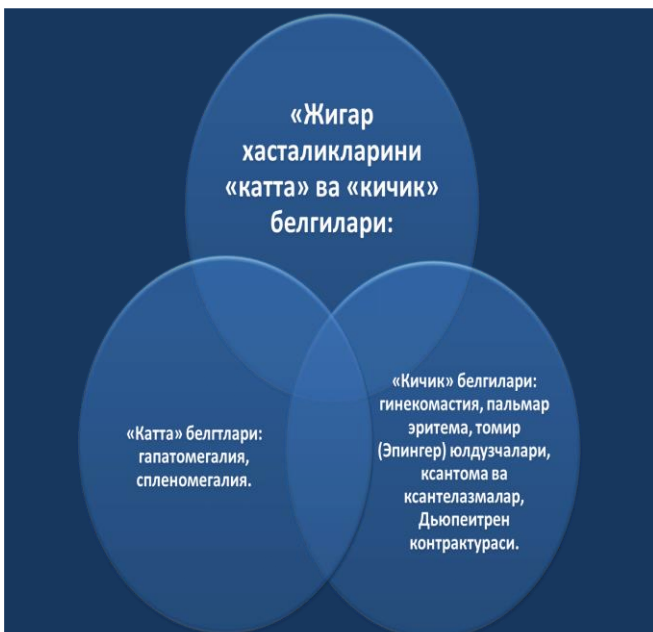 «Жигар
хасталикларини
«катта» ва «кичик»
белгилари:
«Катта» белгтлари:
гапатомегалия,
спленомегалия.
«Кичик» белгилари:
гинекомастия, пальмар
эритема, томир
(Эпингер) юлдузчалари,
ксантома ва
ксантелазмалар,
Дьюпеитрен
контрактураси.